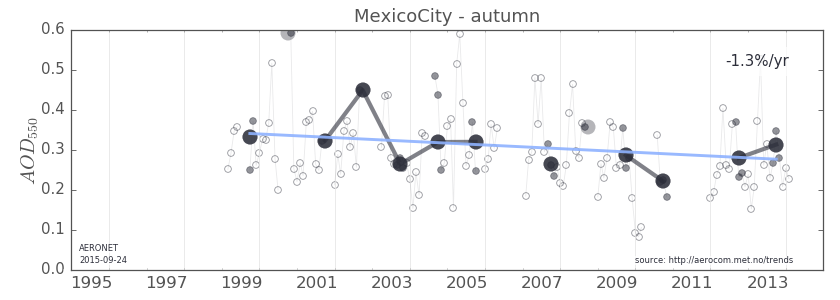 MexicoCity - autumn
-1.3%/yr
0.6
0.5
0.4
0.3
0.2
0.1
0.0
AOD550
AERONET
2015-09-24
source: http://aerocom.met.no/trends
1995 1997 1999 2001 2003 2005 2007 2009 2011 2013